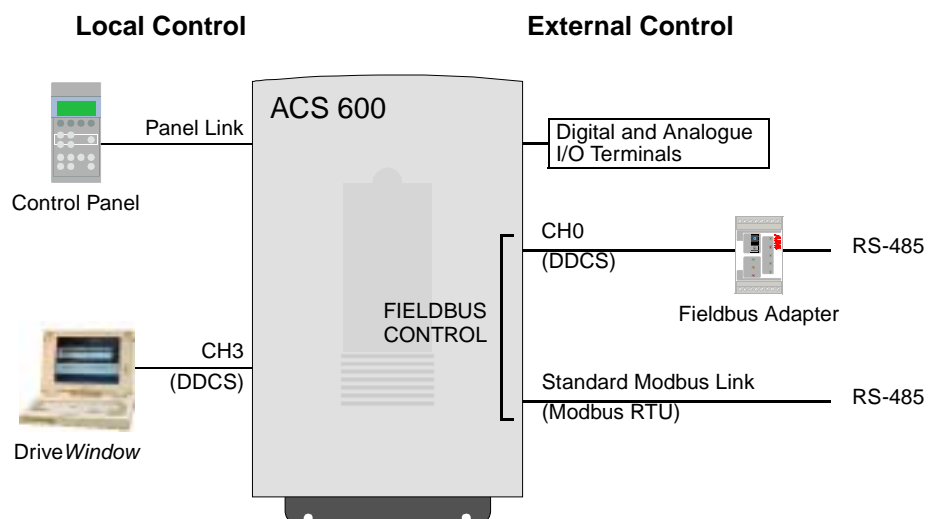 Local Control
External Control
ACS 600
Panel Link
Control Panel
Digital and Analogue
I/O Terminals
CH0
(DDCS)
RS-485
Fieldbus Adapter
FIELDBUS
CONTROL
CH3
(DDCS)
DriveWindow
Standard Modbus Link
(Modbus RTU)
RS-485